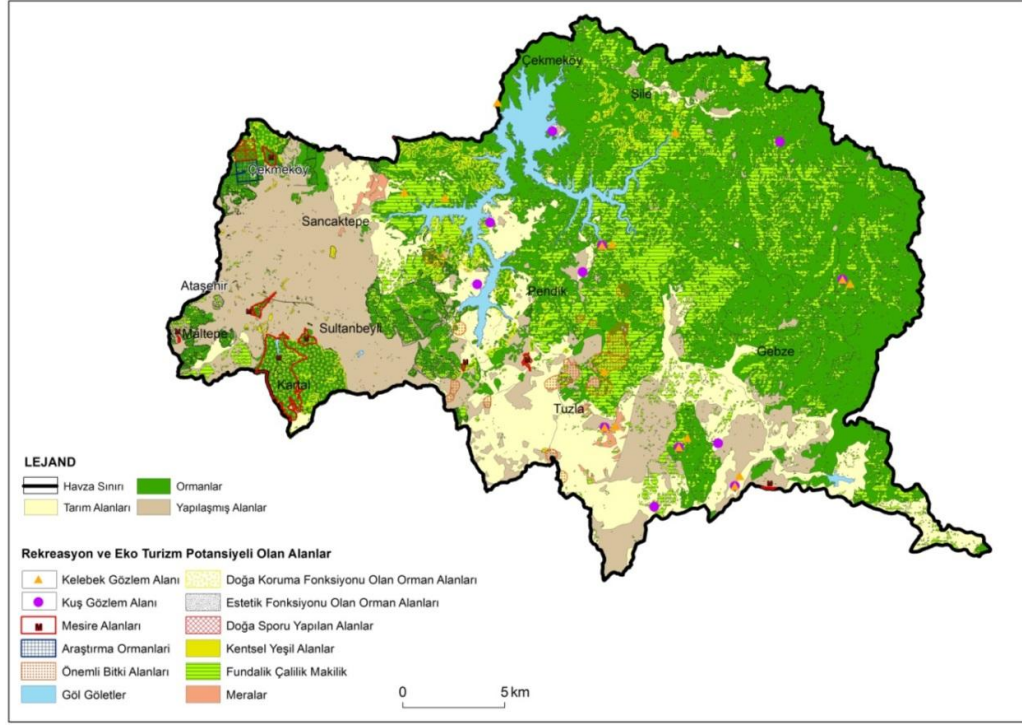 Çekmeköy
Şile
Çekmeköy
Sancaktepe
Ataşehir
Pendik
Maltepe
Sultanbeyli
Gebze
Kartal
Tuzla
LEJAND
Havza Sınırı
Ormanlar
Tarım Alanları
Yapılaşmış Alanlar
Rekreasyon ve Eko Turizm Potansiyeli Olan Alanlar
Kelebek Gözlem Alanı
Doğa Koruma Fonksiyonu Olan Orman Alanları
Kuş Gözlem Alanı
Estetik Fonksiyonu Olan Orman Alanları
Mesire Alanları
Doğa Sporu Yapılan Alanlar
Araştırma Ormanlari
Kentsel Yeşil Alanlar
Önemli Bitki Alanları
Fundalik Çalilik Makilik
Göl Göletler
Meralar
0 5 km